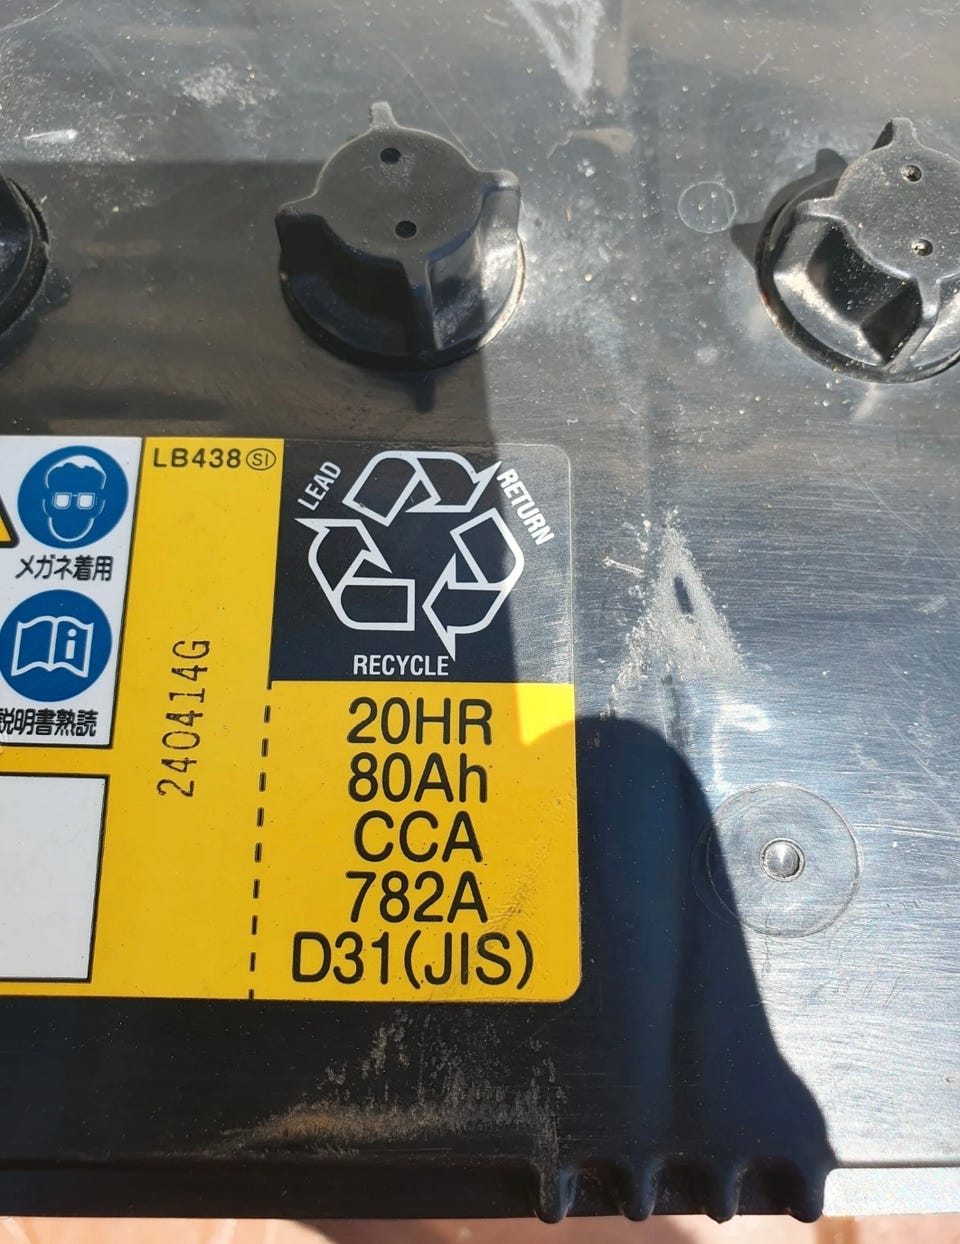 LB438 SI
LEAD
RETURN
RECYCLE
メガネ着用
説明書熟読
240414G
20HR
80Ah
CCA
782A
D31(JIS)